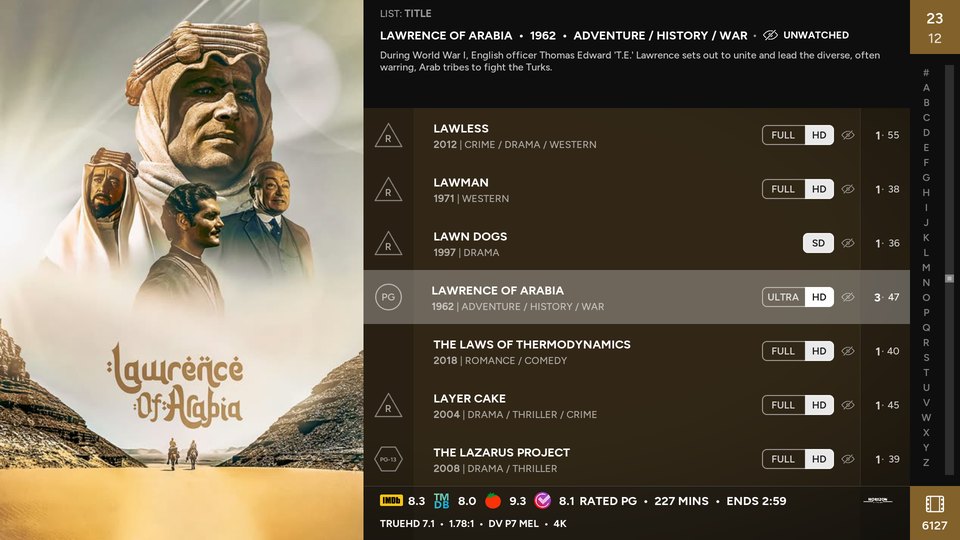 LIST: TITLE
LAWRENCE OF ARABIA • 1962 • ADVENTURE / HISTORY / WAR • UNWATCHED
During World War I, English officer Thomas Edward 'T.E.' Lawrence sets out to unite and lead the diverse, often
warring, Arab tribes to fight the Turks.
23
12
R
LAWLESS
FULL HD
1· 55
2012 | CRIME / DRAMA / WESTERN
R
LAWMAN
FULL HD
1· 38
1971 | WESTERN
R
LAWN DOGS
SD
1· 36
1997 | DRAMA
PG
LAWRENCE OF ARABIA
ULTRA HD
3· 47
1962 | ADVENTURE / HISTORY / WAR
THE LAWS OF THERMODYNAMICS
FULL HD
1· 40
2018 | ROMANCE / COMEDY
R
LAYER CAKE
FULL HD
1· 45
2004 | DRAMA / THRILLER / CRIME
PG-13
THE LAZARUS PROJECT
FULL HD
1· 39
2008 | DRAMA / THRILLER
#
A
B
C
D
E
F
G
H
I
J
K
L
M
N
O
P
Q
R
S
T
U
V
W
X
Y
Z
Lawrence
Of Arabia
IMDb 8.3 TMDB 8.0 9.3 8.1 RATED PG • 227 MINS • ENDS 2:59
HORIZON
TRUEHD 7.1 • 1.78:1 • DV P7 MEL • 4K
6127